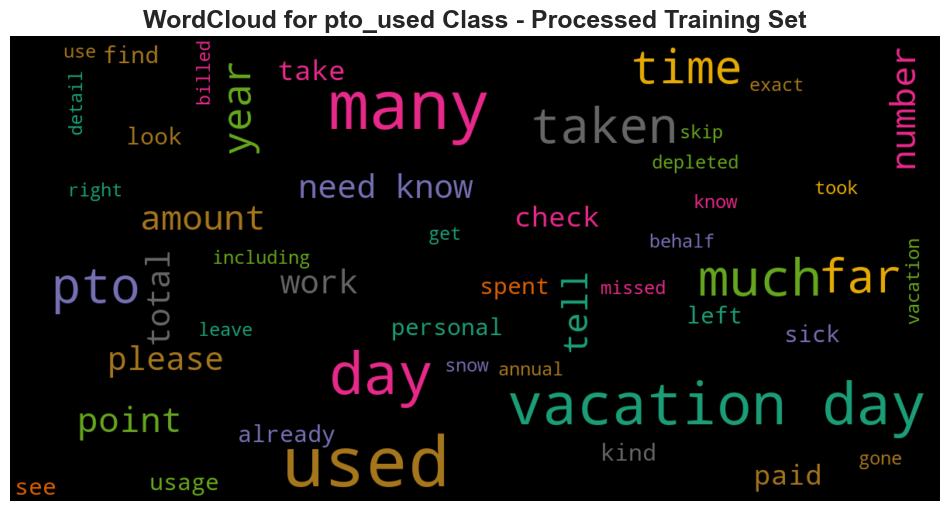 WordCloud for pto_used Class - Processed Training Set
use
find
billed
detail
year
take
many
time
exact
number
look
taken
skip
depleted
right
need know
took
know
amount
check
get
behalf
including
pto
total
work
spent
tell
missed
much
far
vacation
leave
personal
left
sick
please
day
snow
annual
vacation day
point
already
used
kind
gone
paid
see
usage